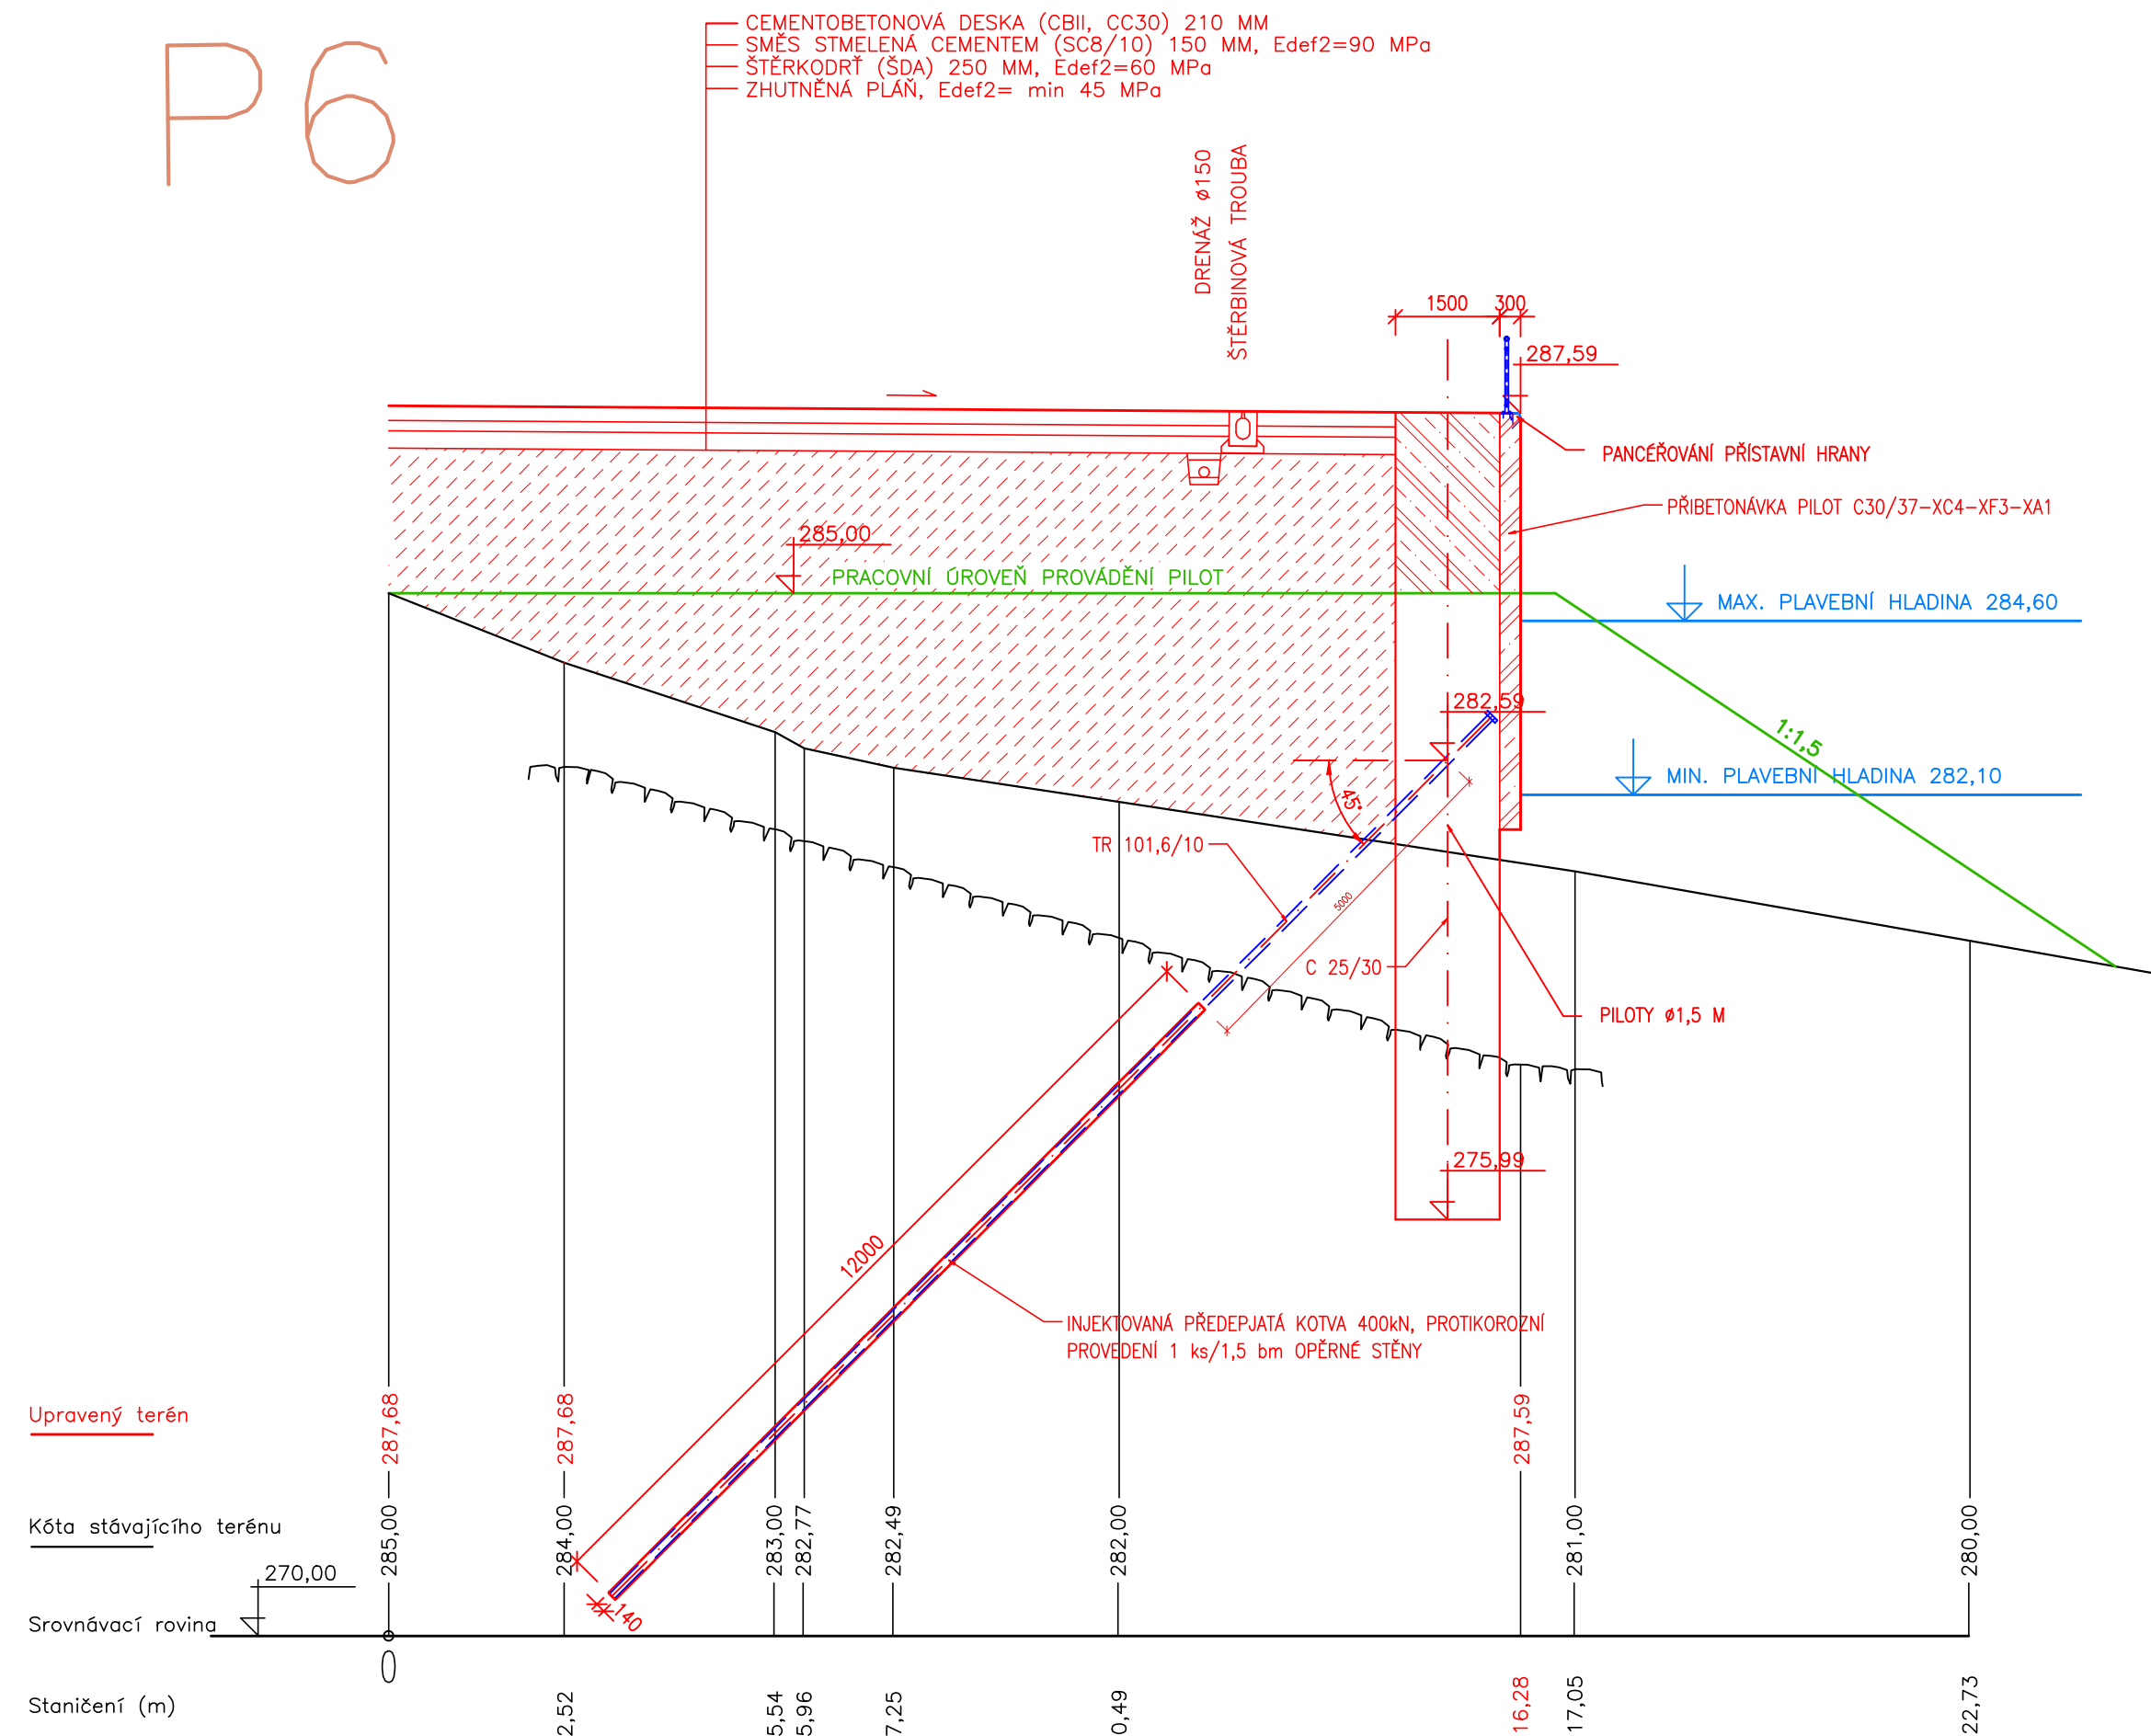 P6
CEMENTOBETONOVÁ DESKA (CBII, CC30) 210 MM
SMĚS STMELENÁ CEMENTEM (SC8/10) 150 MM, Edef2=90 MPa
ŠTĚRKODRŤ (ŠDA) 250 MM, Edef2=60 MPa
ZHUTNĚNÁ PLÁŇ, Edef2= min 45 MPa
DRENÁŽ ø150
ŠTĚRBINOVÁ TROUBA
1500
300
287,59
PANCÉŘOVÁNÍ PŘÍSTAVNÍ HRANY
PŘIBETONÁVKA PILOT C30/37-XC4-XF3-XA1
285,00
PRACOVNÍ ÚROVEŇ PROVÁDĚNÍ PILOT
MAX. PLAVEBNÍ HLADINA 284,60
282,59
1:1,5
MIN. PLAVEBNÍ HLADINA 282,10
45°
TR 101,6/10
5000
C 25/30
PILOTY ø1,5 M
275,99
12000
INJEKTOVANÁ PŘEDEPJATÁ KOTVA 400kN, PROTIKOROZNÍ
PROVEDENÍ 1 ks/1,5 bm OPĚRNÉ STĚNY
140
Upravený terén
287,68
287,68
287,59
Kóta stávajícího terénu
285,00
284,00
283,00
282,77
282,49
282,00
281,00
280,00
270,00
Srovnávací rovina
Staničení (m)
0
2,52
5,54
5,96
7,25
0,49
16,28
17,05
22,73